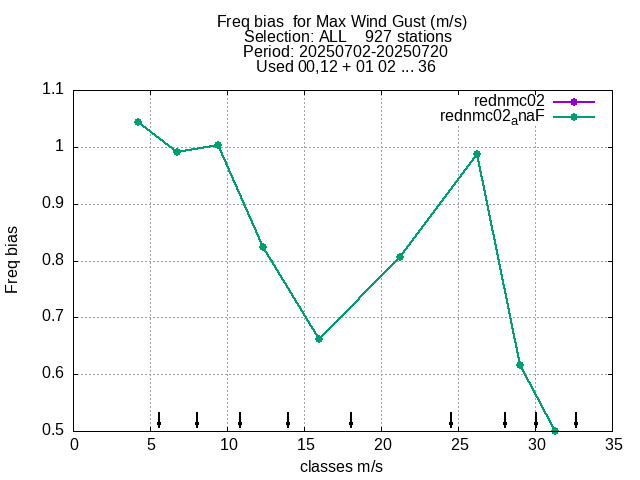 Freq bias  for Max Wind Gust (m/s)
Selection: ALL    927 stations
Period: 20250702-20250720
Used 00,12 + 01 02 ... 36
rednmc02
rednmc02ₐnaF
1.1
1
0.9
0.8
0.7
0.6
0.5
Freq bias
0 5 10 15 20 25 30 35
classes m/s